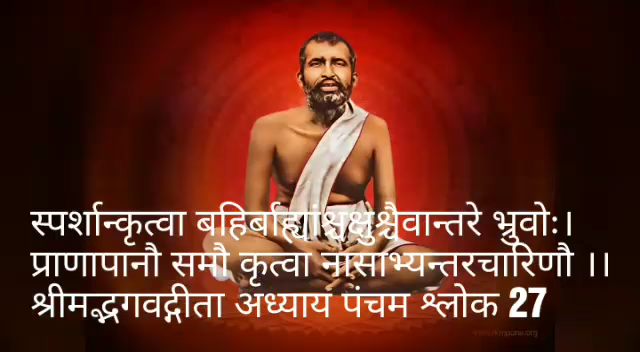 स्पर्शान्कृत्वा बहिर्बाह्यांश्चक्षुश्चैवान्तरे भ्रुवोः।
प्राणापानौ समौ कृत्वा नासाभ्यन्तरचारिणौ ।।
श्रीमद्भगवद्गीता अध्याय पंचम श्लोक 27